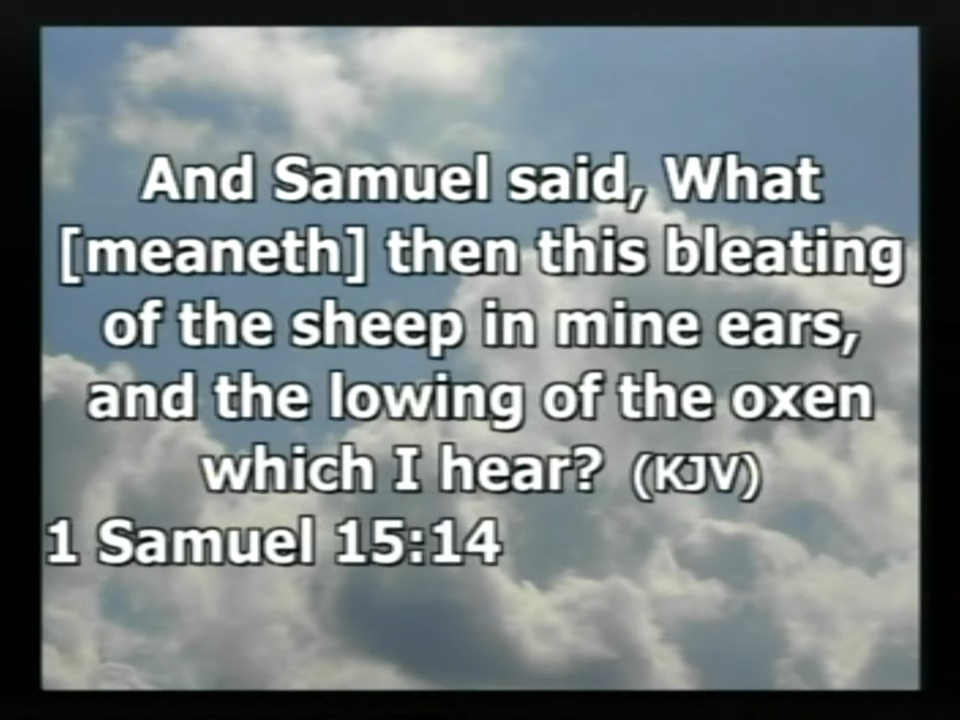 And Samuel said, What
[meaneth] then this bleating
of the sheep in mine ears,
and the lowing of the oxen
which I hear? (KJV)
1 Samuel 15:14